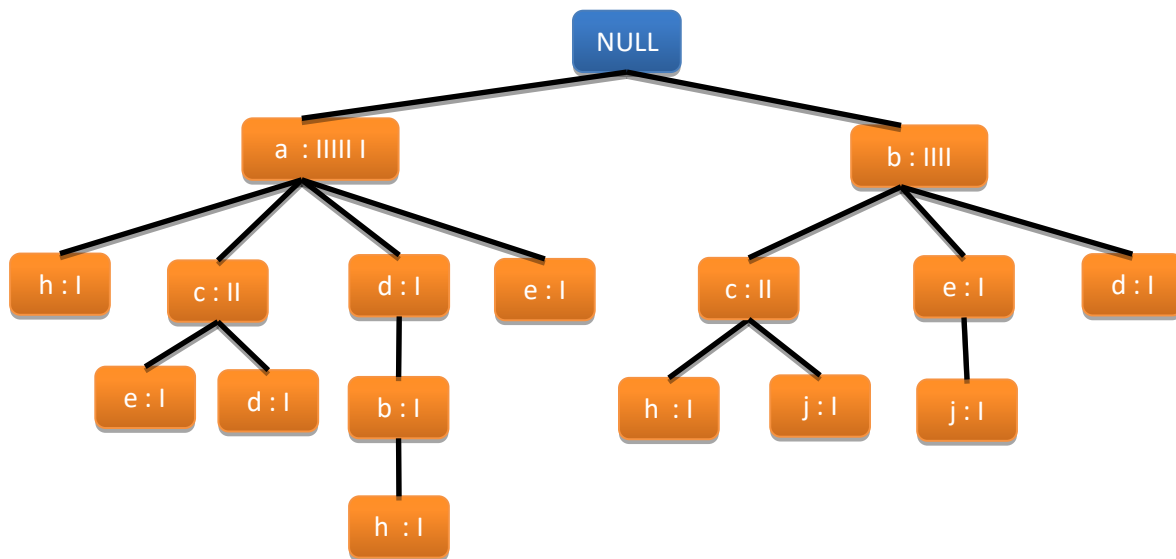 NULL
a : IIIII I
b : IIII
h : I
c : II
d : I
e : I
c : II
e : I
d : I
e : I
d : I
b : I
h : I
j : I
j : I
h : I